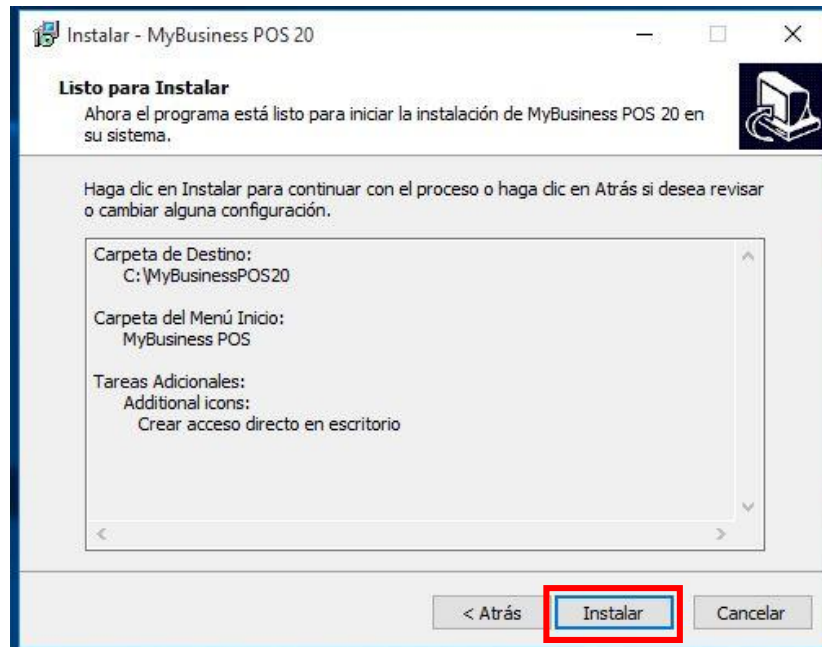 Instalar - MyBusiness POS 20
Listo para Instalar
Ahora el programa está listo para iniciar la instalación de MyBusiness POS 20 en
su sistema.
Haga clic en Instalar para continuar con el proceso o haga clic en Atrás si desea revisar
o cambiar alguna configuración.
Carpeta de Destino:
C:\MyBusinessPOS20
Carpeta del Menú Inicio:
MyBusiness POS
Tareas Adicionales:
Additional icons:
Crear acceso directo en escritorio
< Atrás Instalar Cancelar